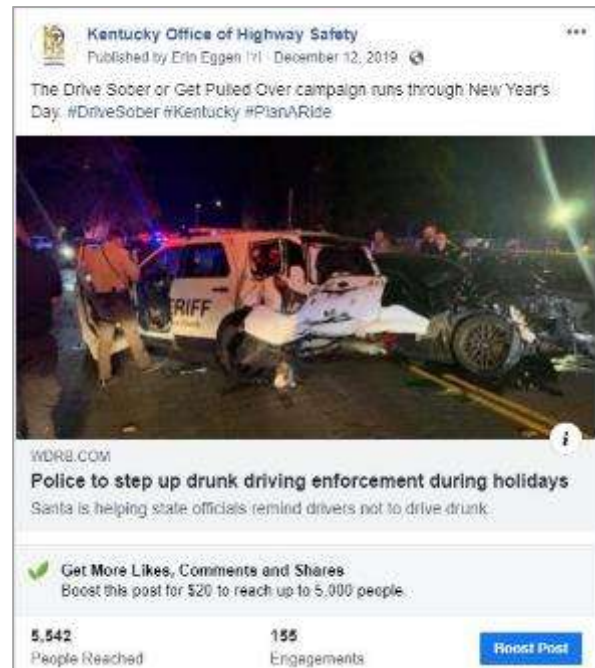 Kentucky Office of Highway Safety
Published by Erin Eggen · December 12, 2019
The Drive Sober or Get Pulled Over campaign runs through New Year's
Day. #DriveSober #Kentucky #PlanARide
ERIFF
WDRB.COM
Police to step up drunk driving enforcement during holidays
Santa is helping state officials remind drivers not to drive drunk.
Get More Likes, Comments and Shares
Boost this post for $20 to reach up to 5,000 people.
5,542
People Reached
155
Engagements
Boost Post